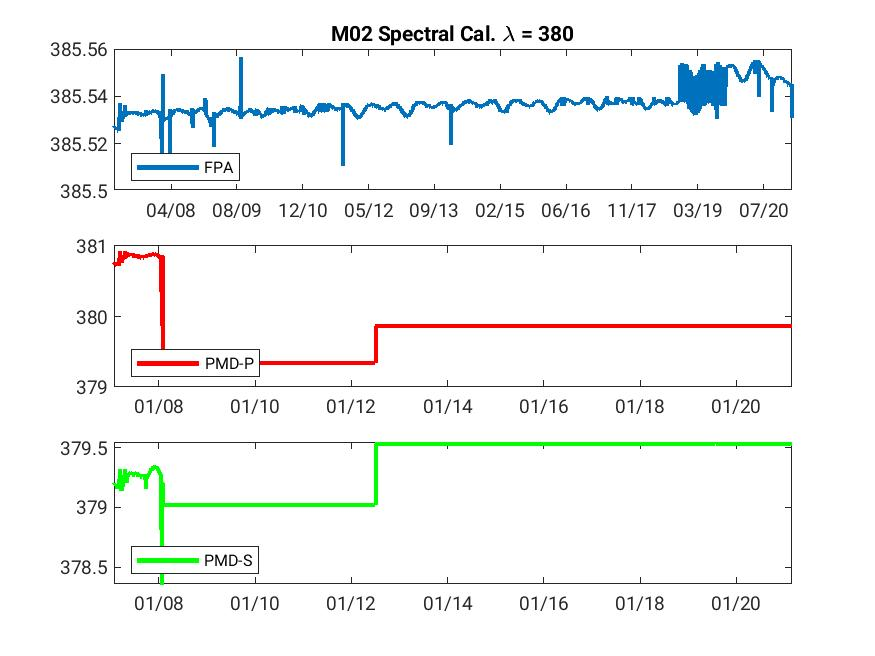 M02 Spectral Cal. λ = 380
385.56
385.54
385.52
385.5
FPA
04/08 08/09 12/10 05/12 09/13 02/15 06/16 11/17 03/19 07/20
381
380
379
PMD-P
01/08 01/10 01/12 01/14 01/16 01/18 01/20
379.5
379
378.5
PMD-S
01/08 01/10 01/12 01/14 01/16 01/18 01/20